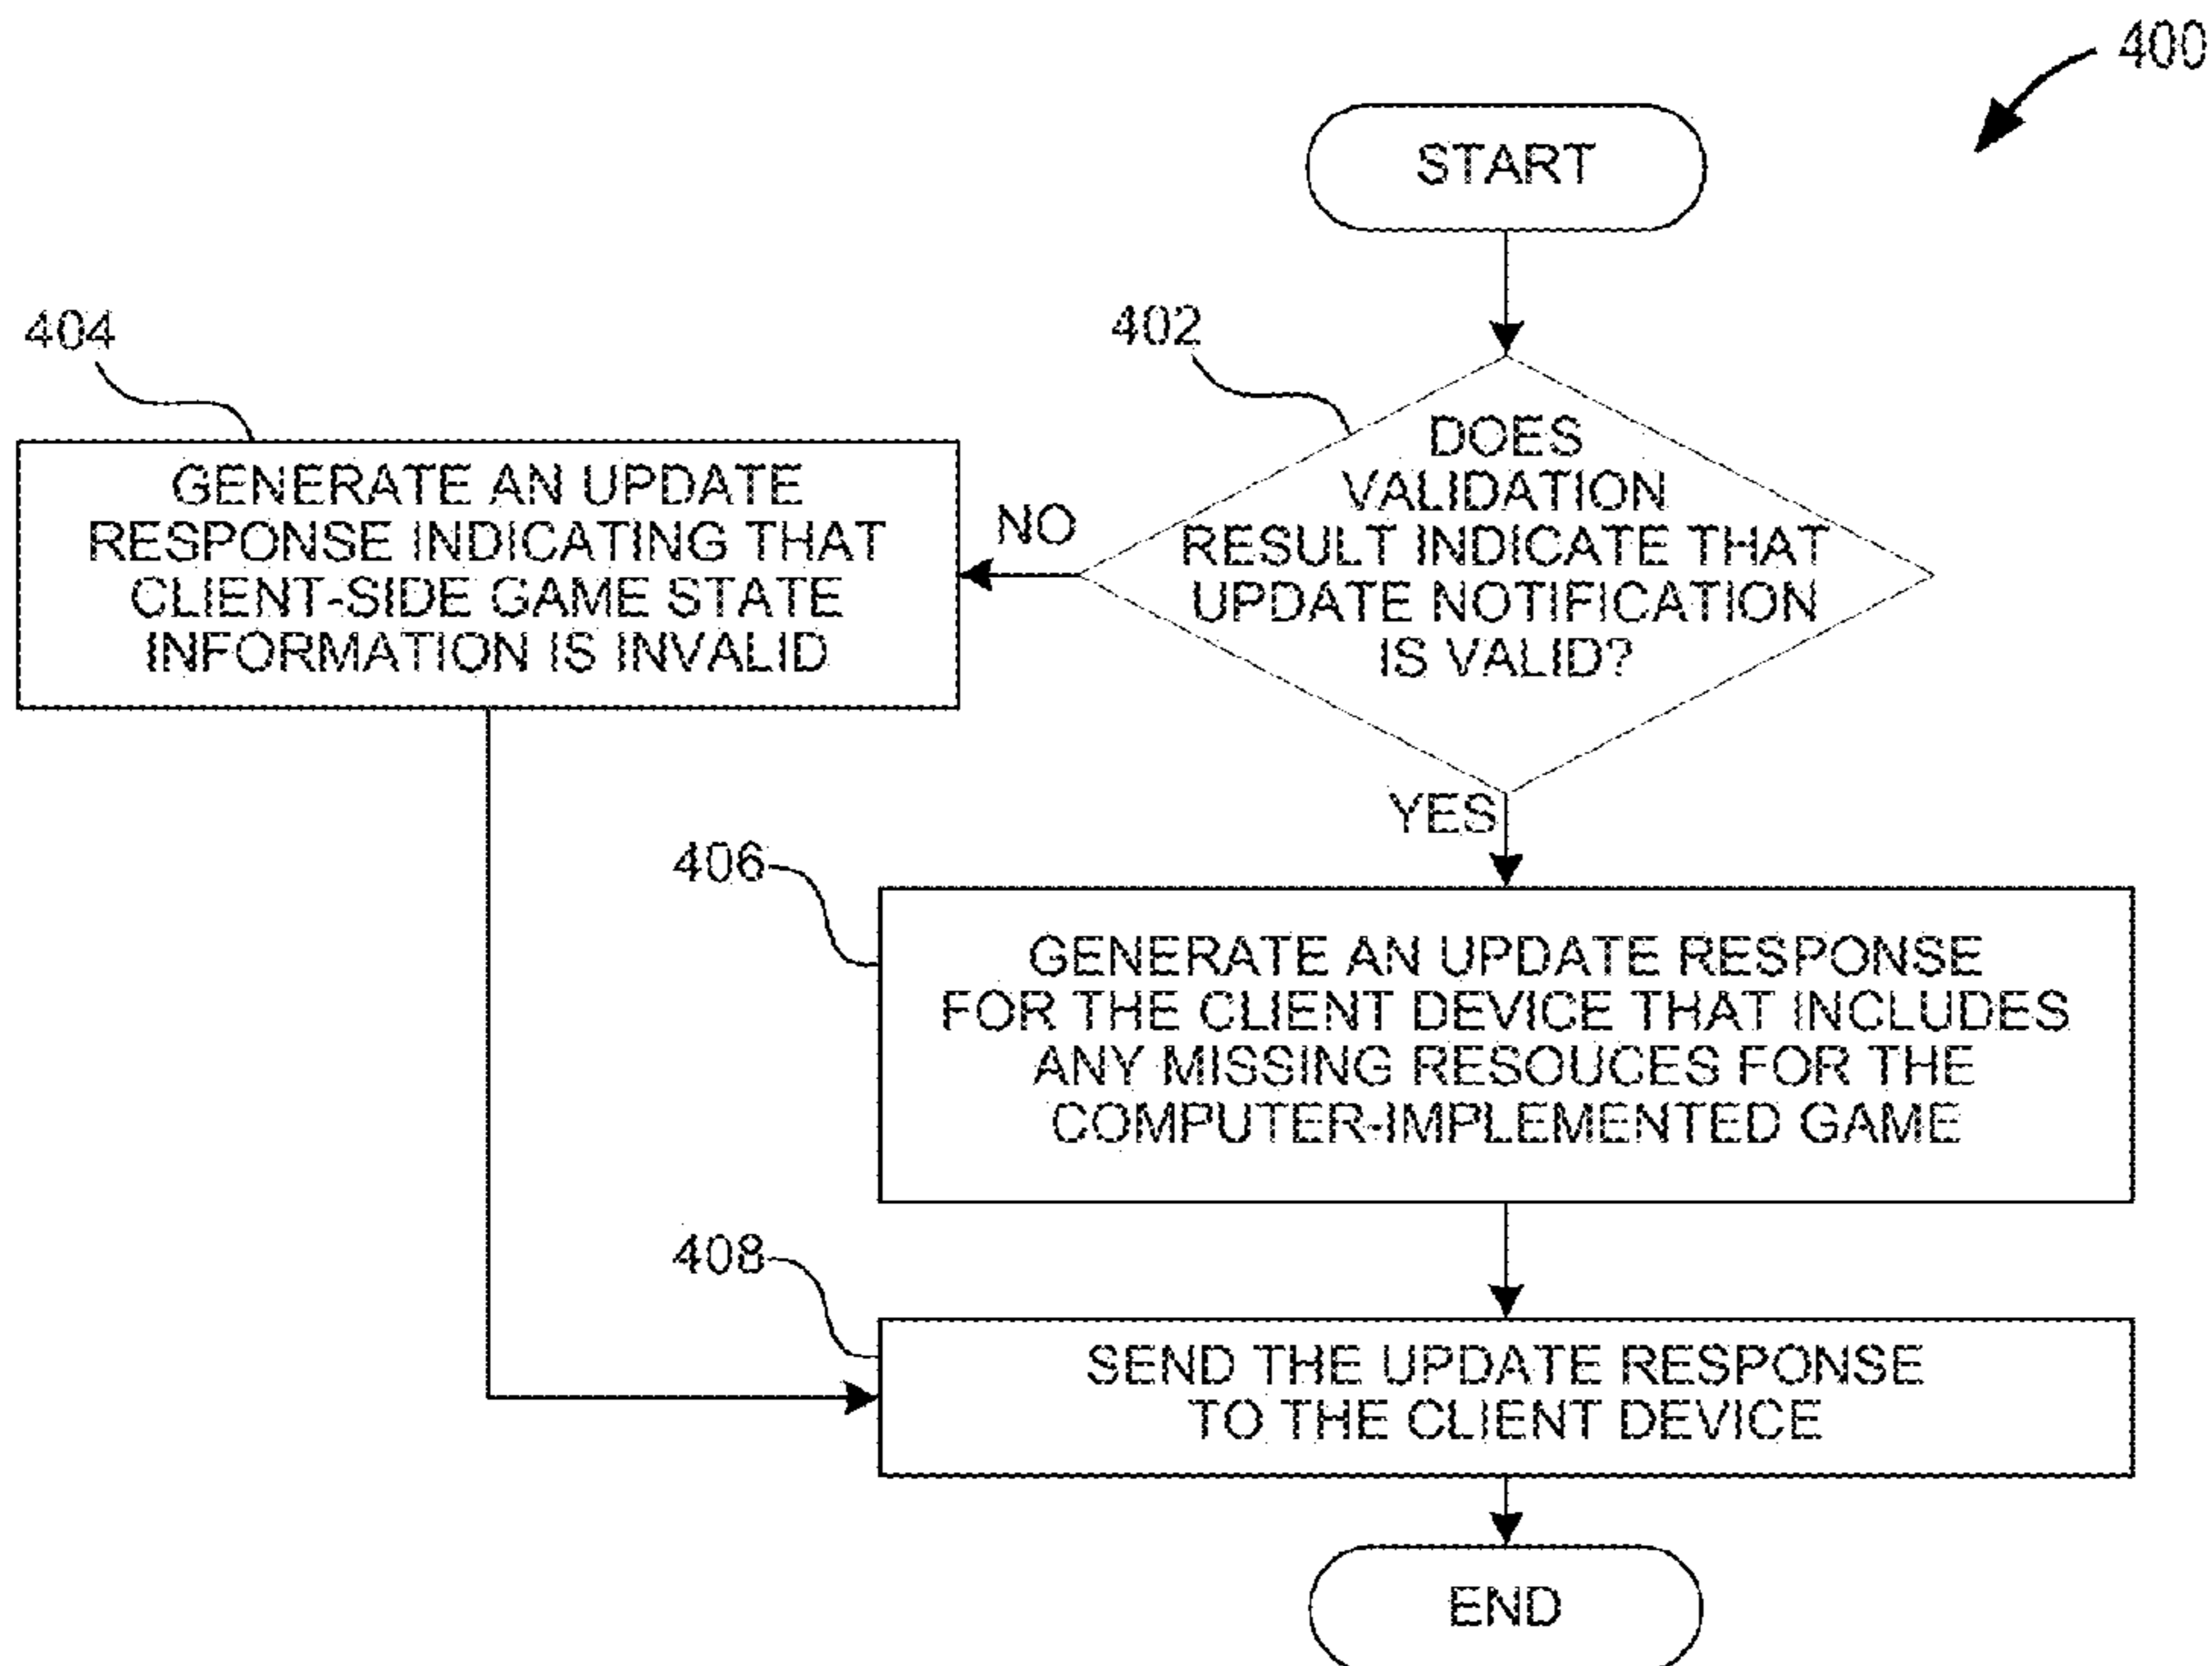 400
START
402
DOES
VALIDATION
RESULT INDICATE THAT
UPDATE NOTIFICATION
IS VALID?
NO
YES
404
GENERATE AN UPDATE
RESPONSE INDICATING THAT
CLIENT-SIDE GAME STATE
INFORMATION IS INVALID
406
GENERATE AN UPDATE RESPONSE
FOR THE CLIENT DEVICE THAT INCLUDES
ANY MISSING RESOUCES FOR THE
COMPUTER-IMPLEMENTED GAME
408
SEND THE UPDATE RESPONSE
TO THE CLIENT DEVICE
END